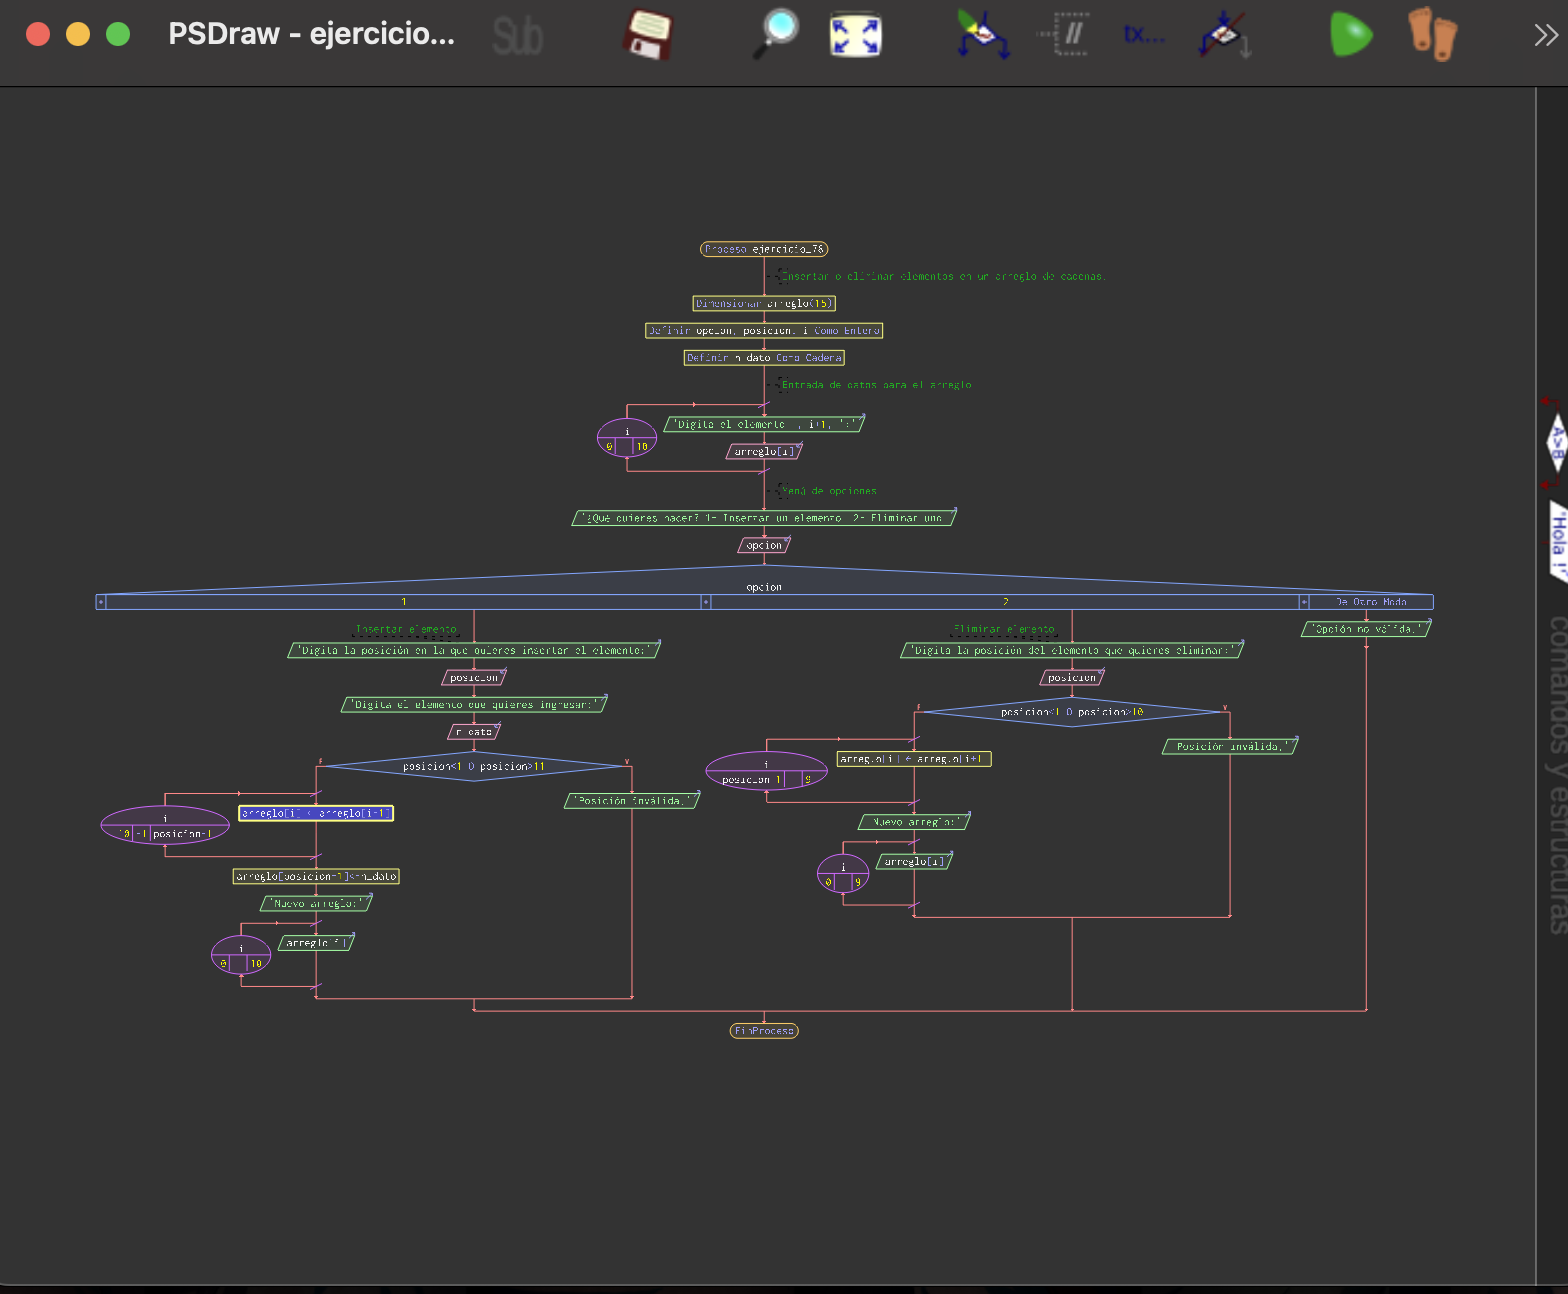 PSDraw - ejercicio...
Sub
tx...
Proceso ejercicio_78
Insertar o eliminar elementos en un arreglo de cadenas.
Dimensionar arreglo(15)
Definir opcion, posicion, i Como Entero
Definir n_dato Como Cadena
Entrada de datos para el arreglo
'Digita el elemento ', i+1, ':'
i
0 10
arreglo[i]
Menú de opciones
'¿Qué quieres hacer? 1- Insertar un elemento 2- Eliminar uno
opcion
opcion
1 2 De Otro Modo
Insertar elemento
Eliminar elemento
'Opción no válida.'
'Digita la posición en la que quieres insertar el elemento:'
'Digita la posición del elemento que quieres eliminar:'
posicion
posicion
'Digita el elemento que quieres ingresar:'
F posicion<1 O posicion>10 V
n_dato
'Posición inválida.'
i
posicion-1 9
arreglo[i] ← arreglo[i+1]
F posicion<1 O posicion>11 V
'Posición inválida.'
i
10 -1 posicion-1
arreglo[i] ← arreglo[i-1]
'Nuevo arreglo:'
i
0 9
arreglo[i]
arreglo[posicion-1]<-n_dato
'Nuevo arreglo:'
i
0 10
arreglo[i]
FinProceso
A>B
"Hola !"
comandos y estructuras